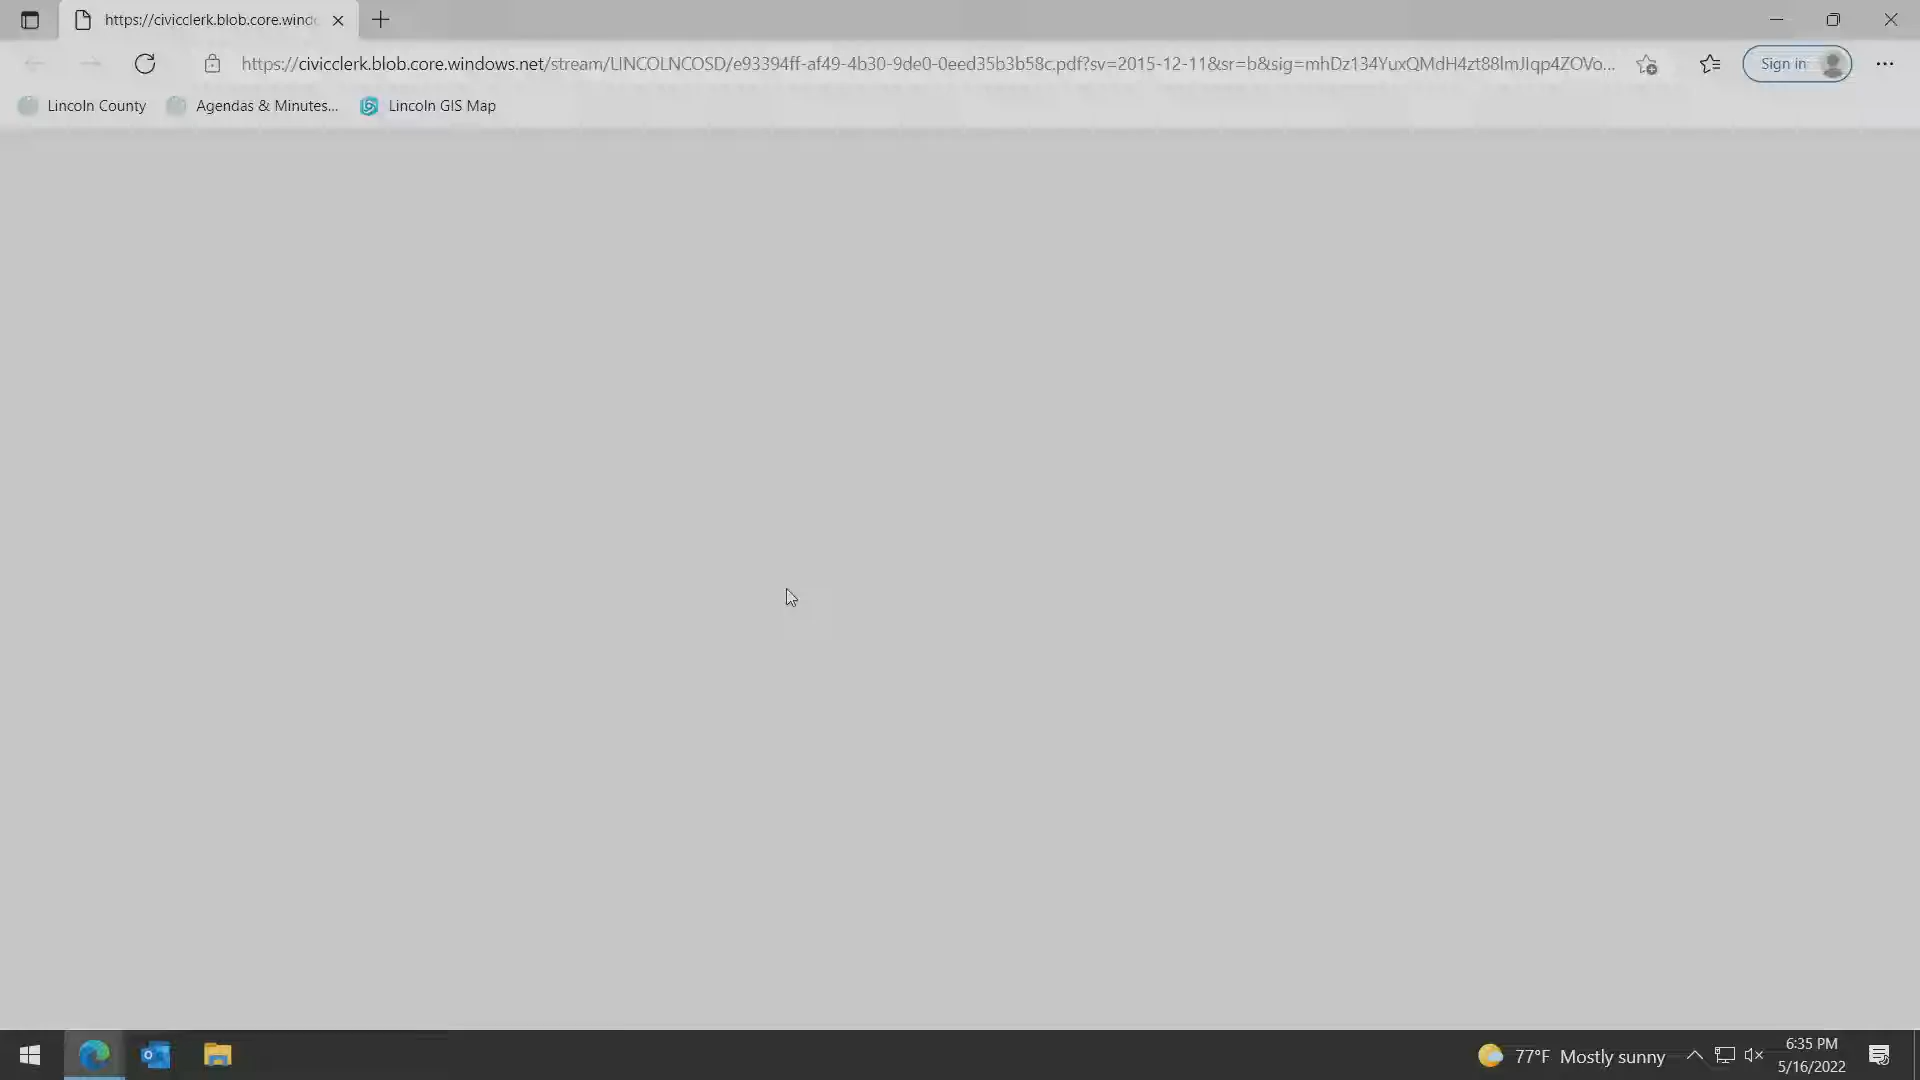 https://civicclerk.blob.core.wind
https://civicclerk.blob.core.windows.net/stream/LINCOLNCOSD/e93394ff-af49-4b30-9de0-0eed35b3b58c.pdf?sv=2015-12-11&sr=b&sig=mhDz134YuxQMdH4zt88lmJIqp4ZOVo...
Sign in
Lincoln County
Agendas & Minutes...
Lincoln GIS Map
77°F Mostly sunny
6:35 PM
5/16/2022